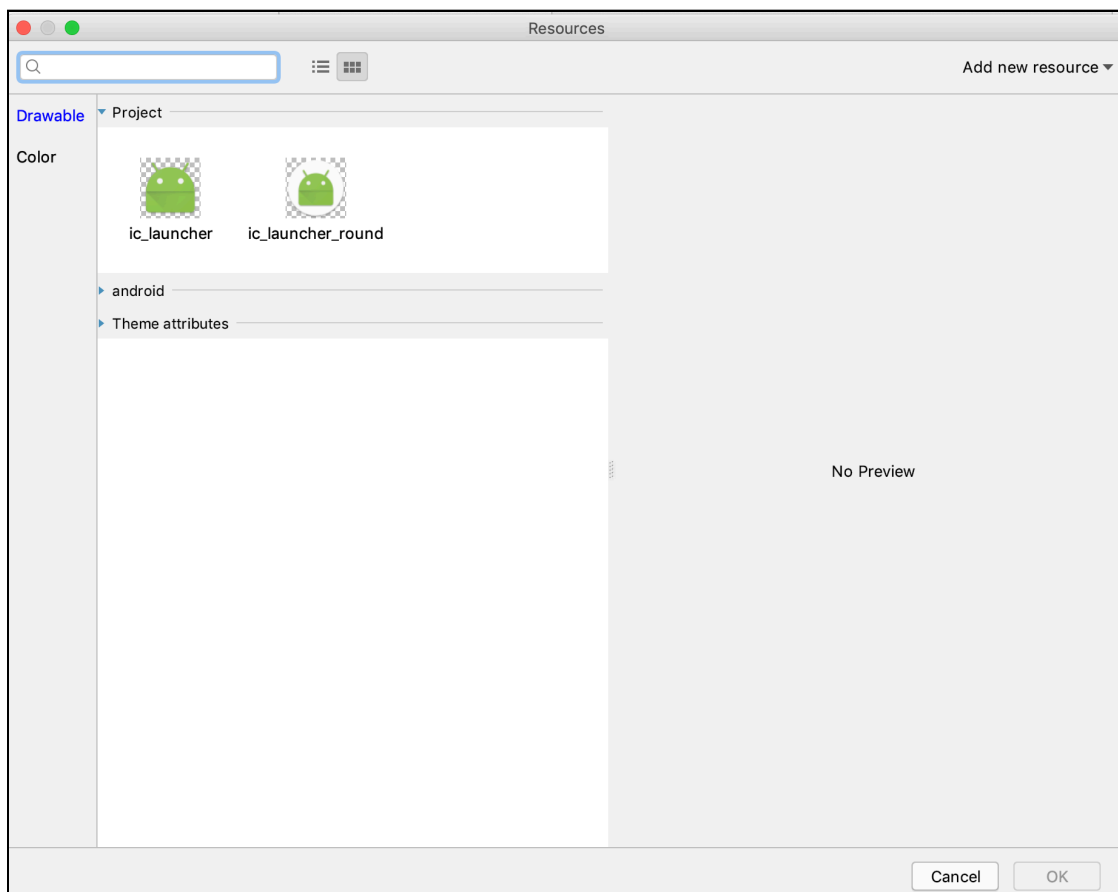 Resources
Add new resource
Drawable
Color
Project
ic_launcher
ic_launcher_round
android
Theme attributes
No Preview
Cancel
OK